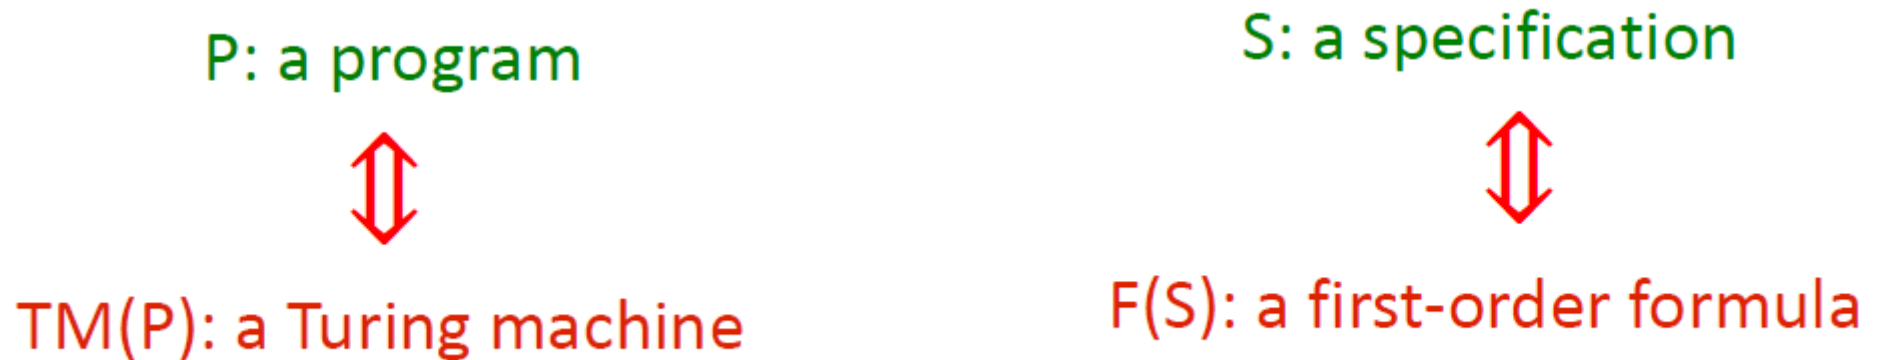 P: a program
S: a specification
TM(P): a Turing machine
F(S): a first-order formula